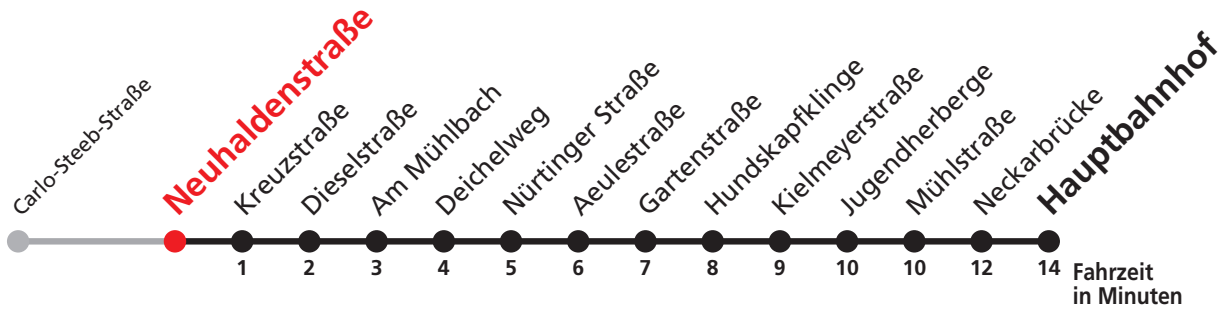 Carlo-Steeb-Straße
Neuhaldenstraße
Kreuzstraße
Dieselstraße
Am Mühlbach
Deichelweg
Nürtinger Straße
Aeulestraße
Gartenstraße
Hundskapfklinge
Kielmeyerstraße
Jugendherberge
Mühlstraße
Neckarbrücke
Hauptbahnhof
1 2 3 4 5 6 7 8 9 10 10 12 14 Fahrzeit
in Minuten